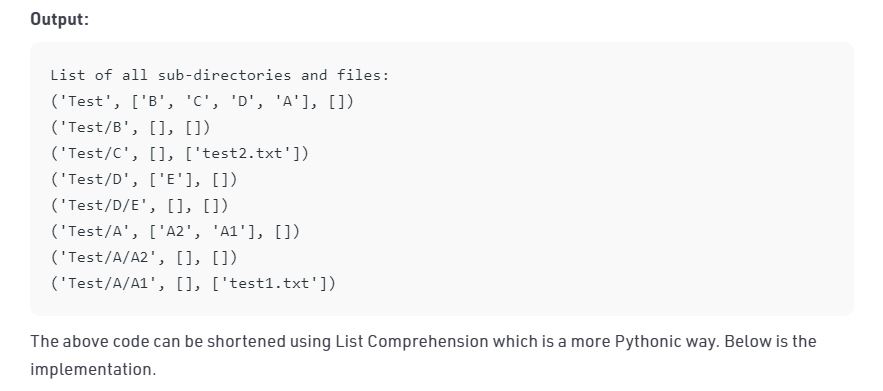 Output:
List of all sub-directories and files:
('Test', ['B', 'C', 'D', 'A'], [])
('Test/B', [], [])
('Test/C', [], ['test2.txt'])
('Test/D', ['E'], [])
('Test/D/E', [], [])
('Test/A', ['A2', 'A1'], [])
('Test/A/A2', [], [])
('Test/A/A1', [], ['test1.txt'])
The above code can be shortened using List Comprehension which is a more Pythonic way. Below is the
implementation.